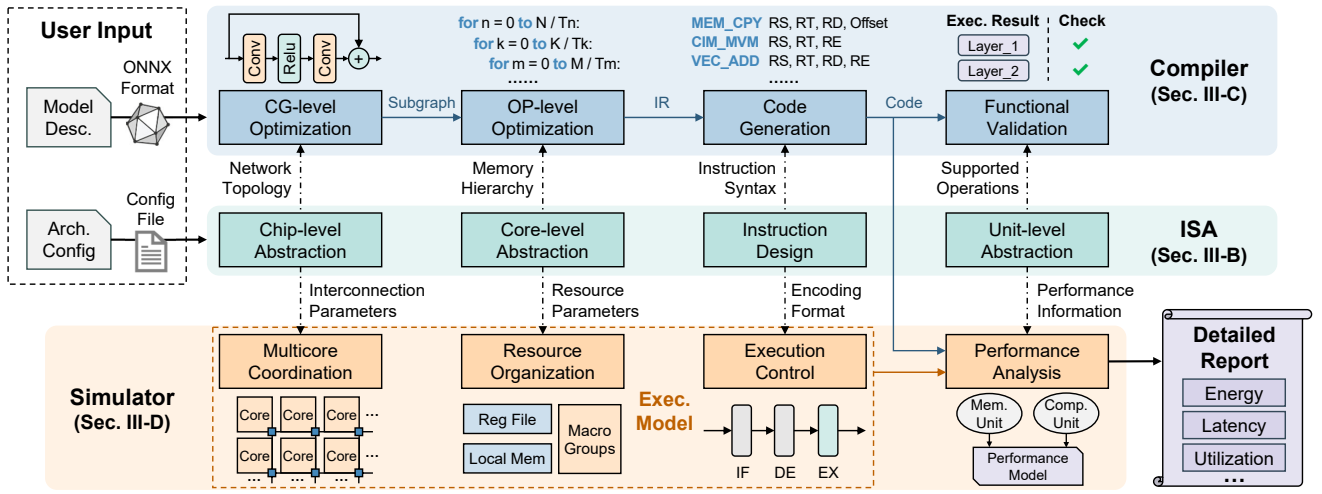 User Input
ONNX
Format
Model
Desc.
Config
File
Arch.
Config
Conv
Relu
Conv
+
for n = 0 to N / Tn:
for k = 0 to K / Tk:
for m = 0 to M / Tm:
......
MEM_CPY RS, RT, RD, Offset
CIM_MVM RS, RT, RE
VEC_ADD RS, RT, RD, RE
......
Exec. Result Check
Layer_1
Layer_2
Compiler
(Sec. III-C)
CG-level
Optimization
Subgraph
OP-level
Optimization
IR
Code
Generation
Code
Functional
Validation
Network
Topology
Memory
Hierarchy
Instruction
Syntax
Supported
Operations
Chip-level
Abstraction
Core-level
Abstraction
Instruction
Design
Unit-level
Abstraction
ISA
(Sec. III-B)
Interconnection
Parameters
Resource
Parameters
Encoding
Format
Performance
Information
Simulator
(Sec. III-D)
Multicore
Coordination
Resource
Organization
Execution
Control
Performance
Analysis
Core Core Core ...
Core Core Core ...
... ... ...
Reg File
Local Mem
Macro
Groups
Exec.
Model
IF DE EX
Mem.
Unit
Comp.
Unit
Performance
Model
Detailed
Report
Energy
Latency
Utilization
...